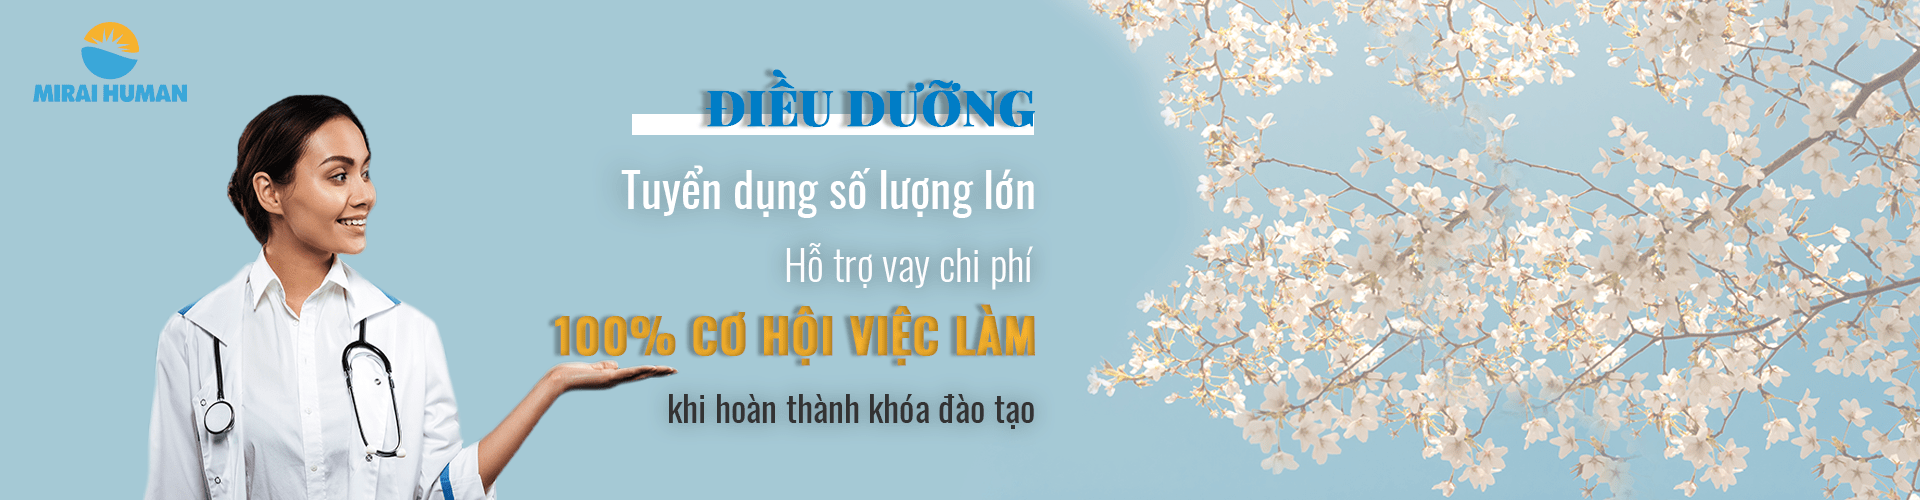 MIRAI HUMAN
ĐIỀU DƯỠNG
Tuyển dụng số lượng lớn
Hỗ trợ vay chi phí
100% CƠ HỘI VIỆC LÀM
khi hoàn thành khóa đào tạo